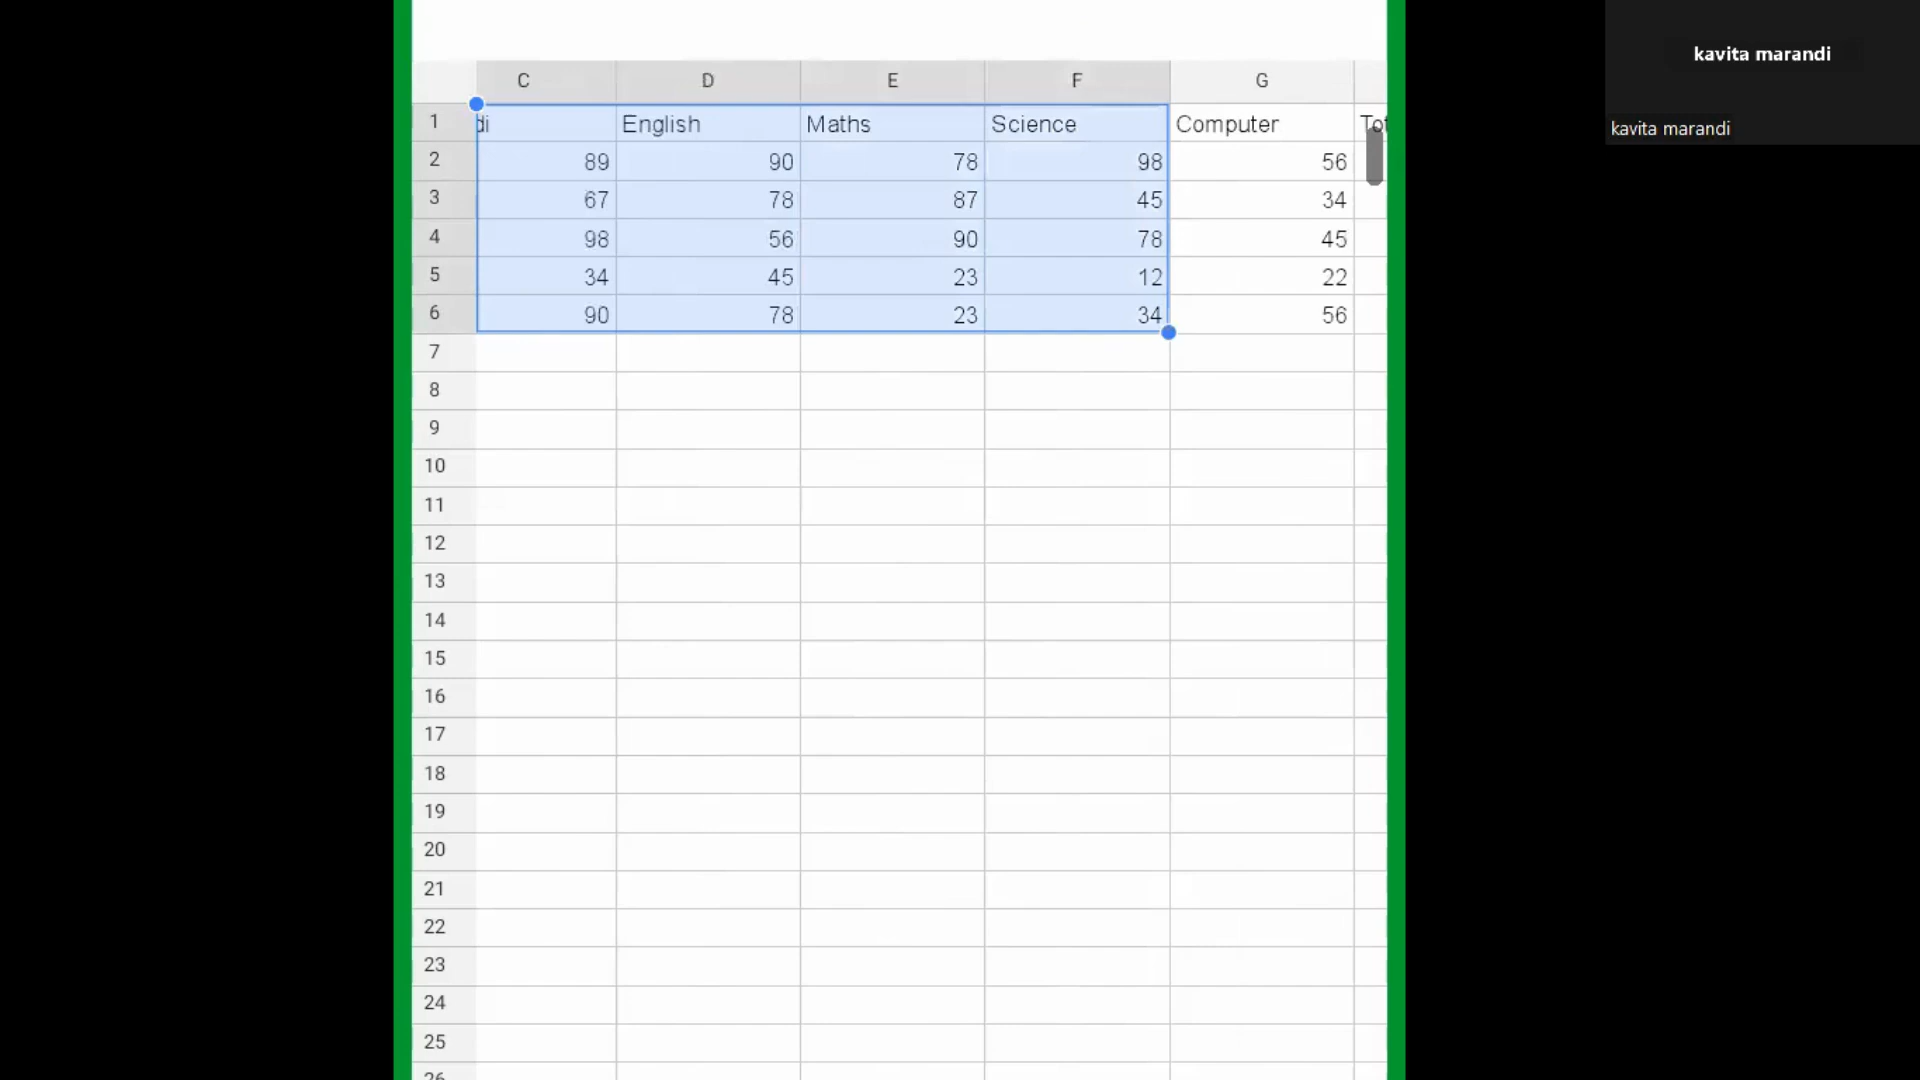 kavita marandi
kavita marandi
C D E F G
1 di English Maths Science Computer Tot
2 89 90 78 98 56
3 67 78 87 45 34
4 98 56 90 78 45
5 34 45 23 12 22
6 90 78 23 34 56
7
8
9
10
11
12
13
14
15
16
17
18
19
20
21
22
23
24
25
26